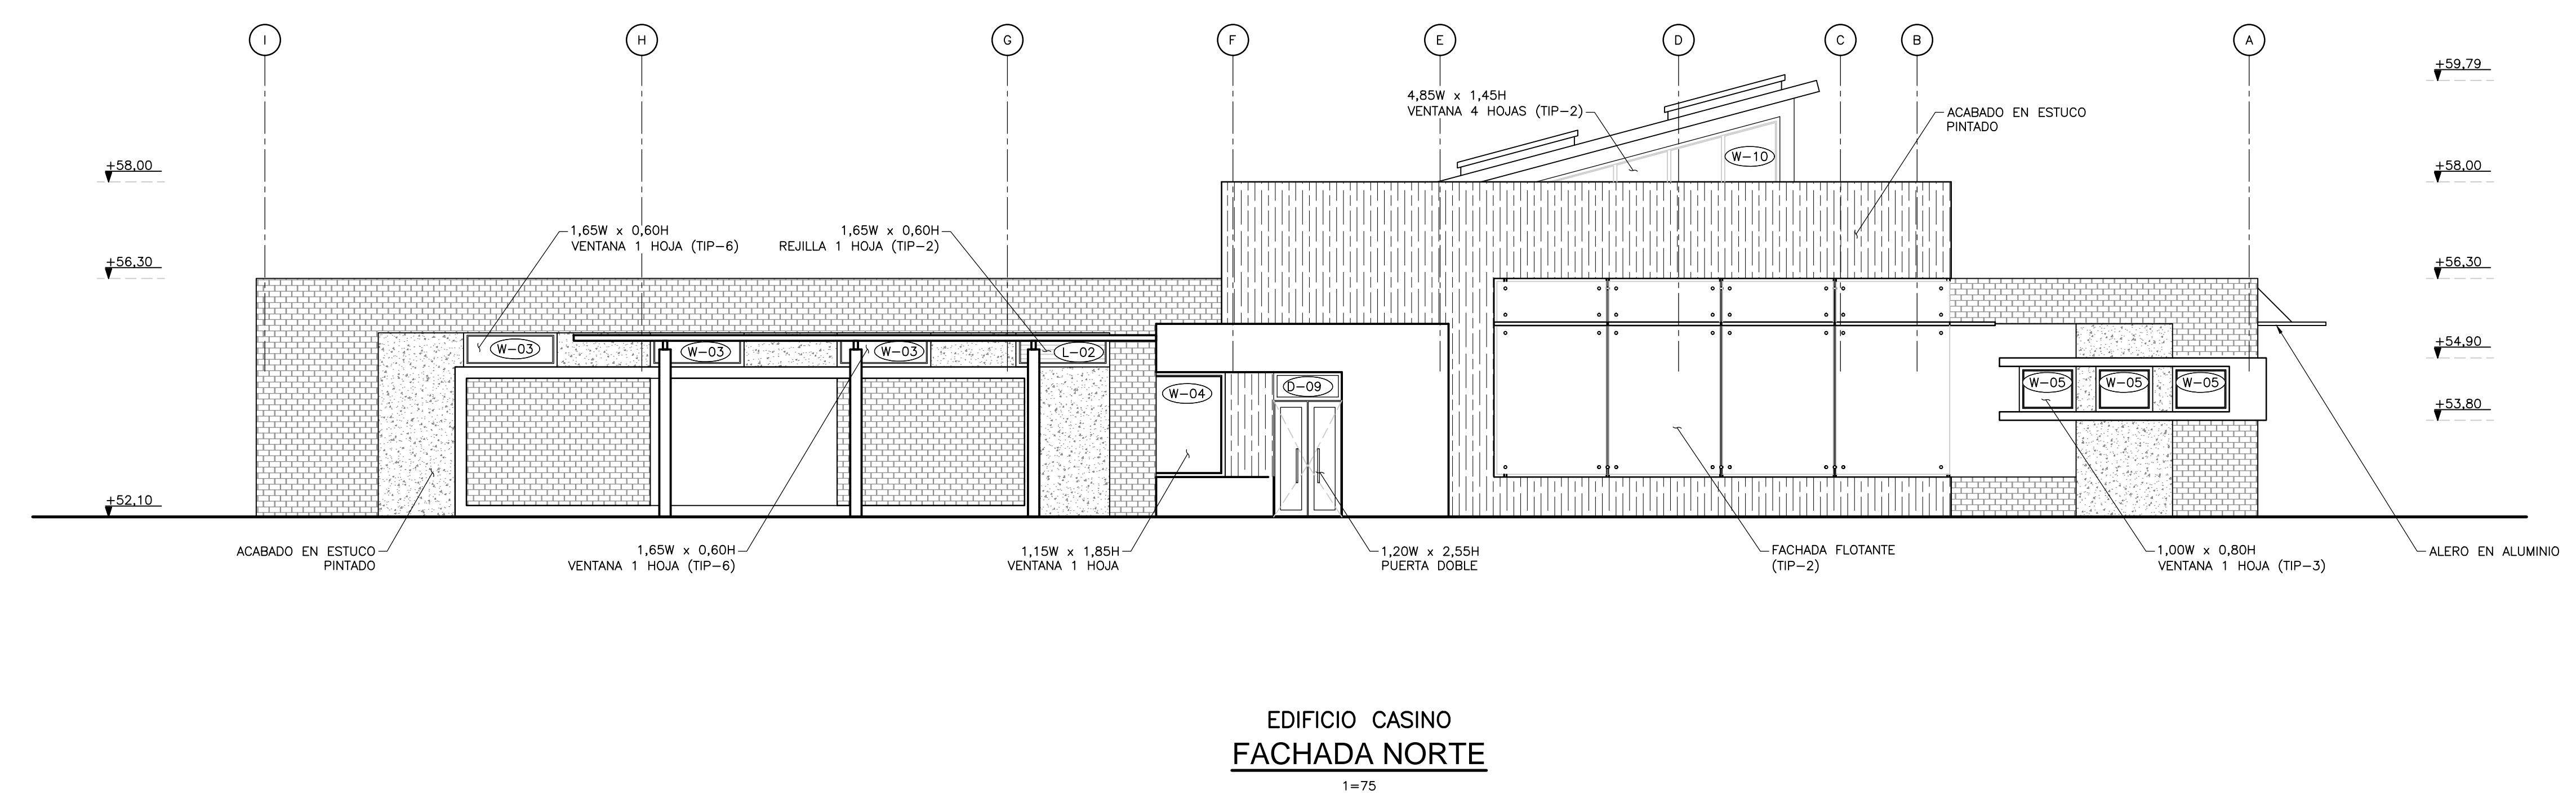 I
H
G
F
E
D
C
B
A
+59,79
4,85W x 1,45H
VENTANA 4 HOJAS (TIP-2)
ACABADO EN ESTUCO
PINTADO
W-10
+58,00
+58,00
1,65W x 0,60H
VENTANA 1 HOJA (TIP-6)
1,65W x 0,60H
REJILLA 1 HOJA (TIP-2)
+56,30
+56,30
W-03
W-03
W-03
L-02
+54,90
W-04
D-09
W-05
W-05
W-05
+53,80
+52,10
ACABADO EN ESTUCO
PINTADO
1,65W x 0,60H
VENTANA 1 HOJA (TIP-6)
1,15W x 1,85H
VENTANA 1 HOJA
1,20W x 2,55H
PUERTA DOBLE
FACHADA FLOTANTE
(TIP-2)
1,00W x 0,80H
VENTANA 1 HOJA (TIP-3)
ALERO EN ALUMINIO
EDIFICIO CASINO
FACHADA NORTE
1=75